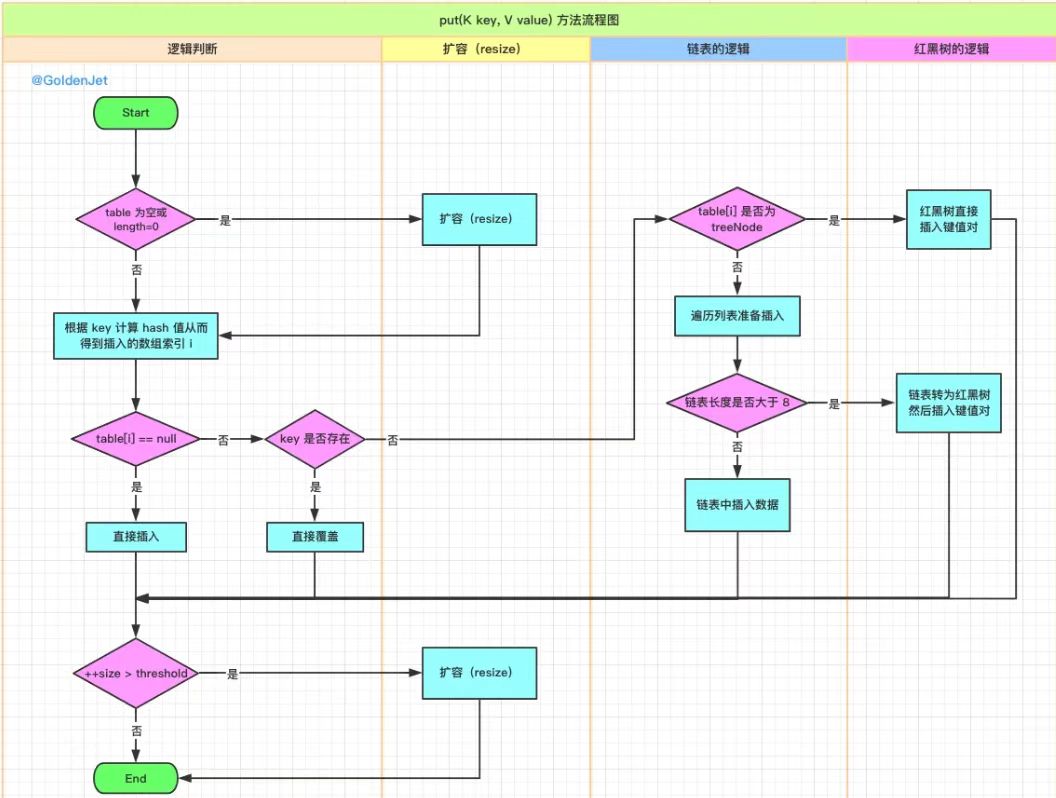 put(K key, V value) 方法流程图
逻辑判断
扩容（resize）
链表的逻辑
红黑树的逻辑
@GoldenJet
Start
table 为空或
length=0
是
扩容（resize）
否
根据 key 计算 hash 值从而
得到插入的数组索引 i
table[i] == null
否
key 是否存在
否
是
直接插入
是
直接覆盖
table[i] 是否为
treeNode
是
红黑树直接
插入键值对
否
遍历列表准备插入
链表长度是否大于 8
是
链表转为红黑树
然后插入键值对
否
链表中插入数据
++size > threshold
是
扩容（resize）
否
End